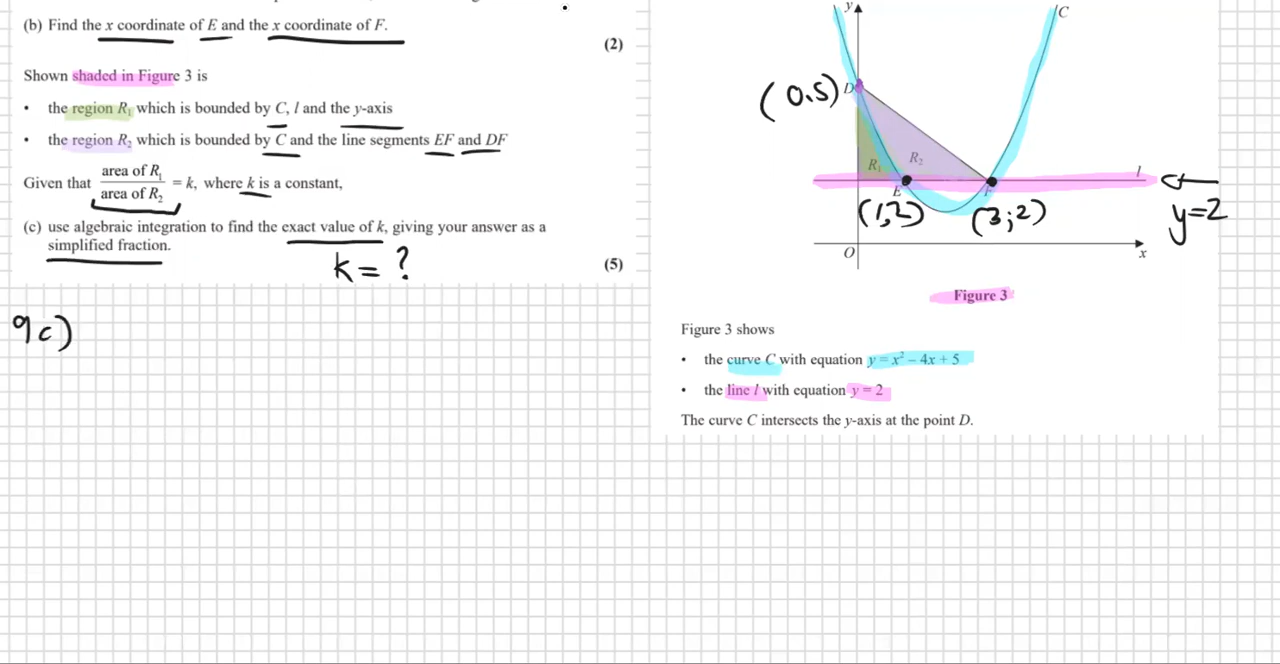 (b) Find the x coordinate of E and the x coordinate of F.
(2)
Shown shaded in Figure 3 is
• the region R₁ which is bounded by C, l and the y-axis
• the region R₂ which is bounded by C and the line segments EF and DF
Given that area of R₁ / area of R₂ = k, where k is a constant,
(c) use algebraic integration to find the exact value of k, giving your answer as a
simplified fraction.
(5)
k = ?
9c)
y
C
(0,5)
D
R₁
R₂
l
E
F
(1,2)
(3;2)
y=2
O
x
Figure 3
Figure 3 shows
• the curve C with equation y = x² – 4x + 5
• the line l with equation y = 2
The curve C intersects the y-axis at the point D.